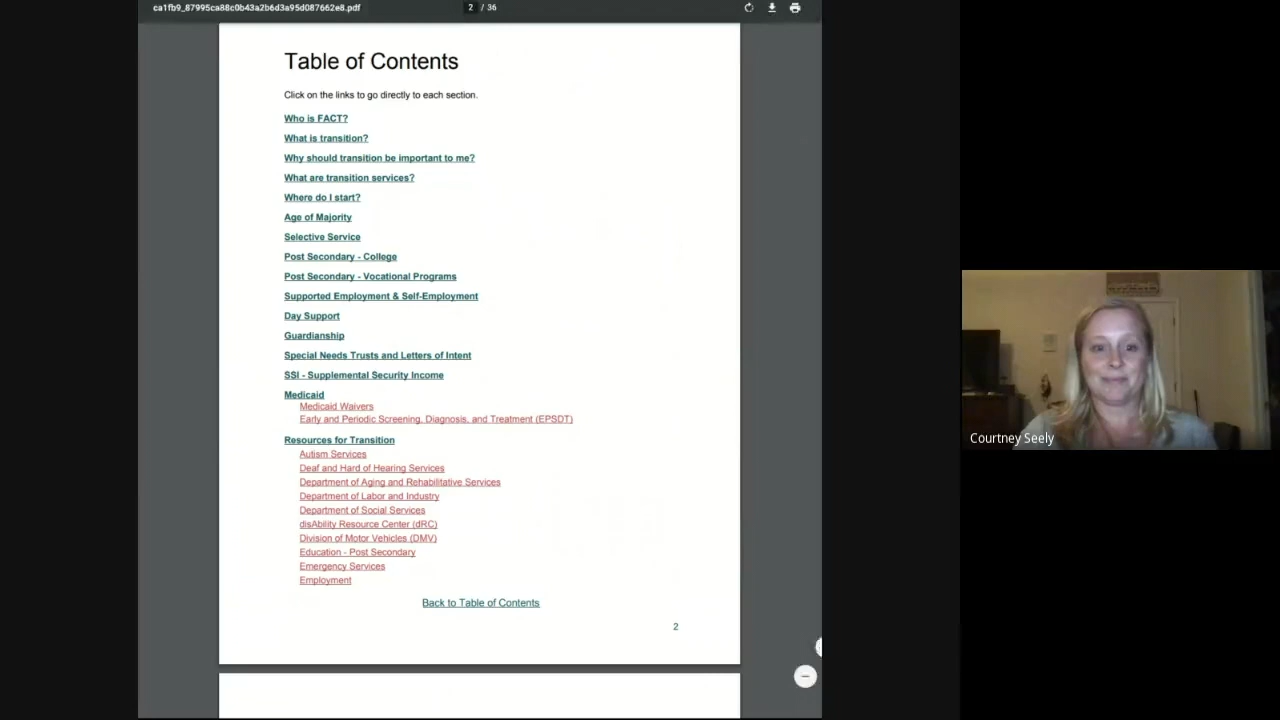 ca1fb9_87995ca88c0b43a2b6d3a95d087662e8.pdf
2 / 36
Table of Contents
Click on the links to go directly to each section.
Who is FACT?
What is transition?
Why should transition be important to me?
What are transition services?
Where do I start?
Age of Majority
Selective Service
Post Secondary - College
Post Secondary - Vocational Programs
Supported Employment & Self-Employment
Day Support
Guardianship
Special Needs Trusts and Letters of Intent
SSI - Supplemental Security Income
Medicaid
Medicaid Waivers
Early and Periodic Screening, Diagnosis, and Treatment (EPSDT)
Resources for Transition
Autism Services
Deaf and Hard of Hearing Services
Department of Aging and Rehabilitative Services
Department of Labor and Industry
Department of Social Services
disAbility Resource Center (dRC)
Division of Motor Vehicles (DMV)
Education - Post Secondary
Emergency Services
Employment
Back to Table of Contents
2
Courtney Seely